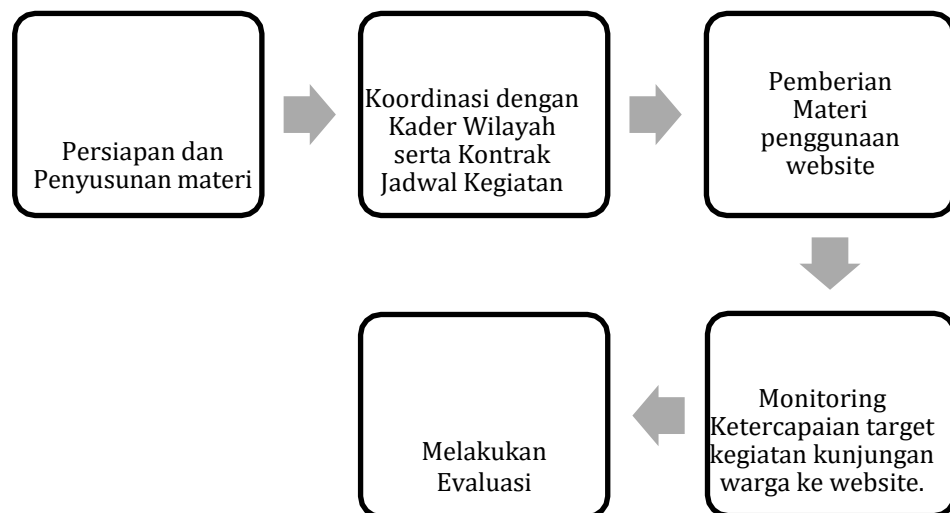 Persiapan dan
Penyusunan materi
Koordinasi dengan
Kader Wilayah
serta Kontrak
Jadwal Kegiatan
Pemberian
Materi
penggunaan
website
Monitoring
Ketercapaian target
kegiatan kunjungan
warga ke website.
Melakukan
Evaluasi